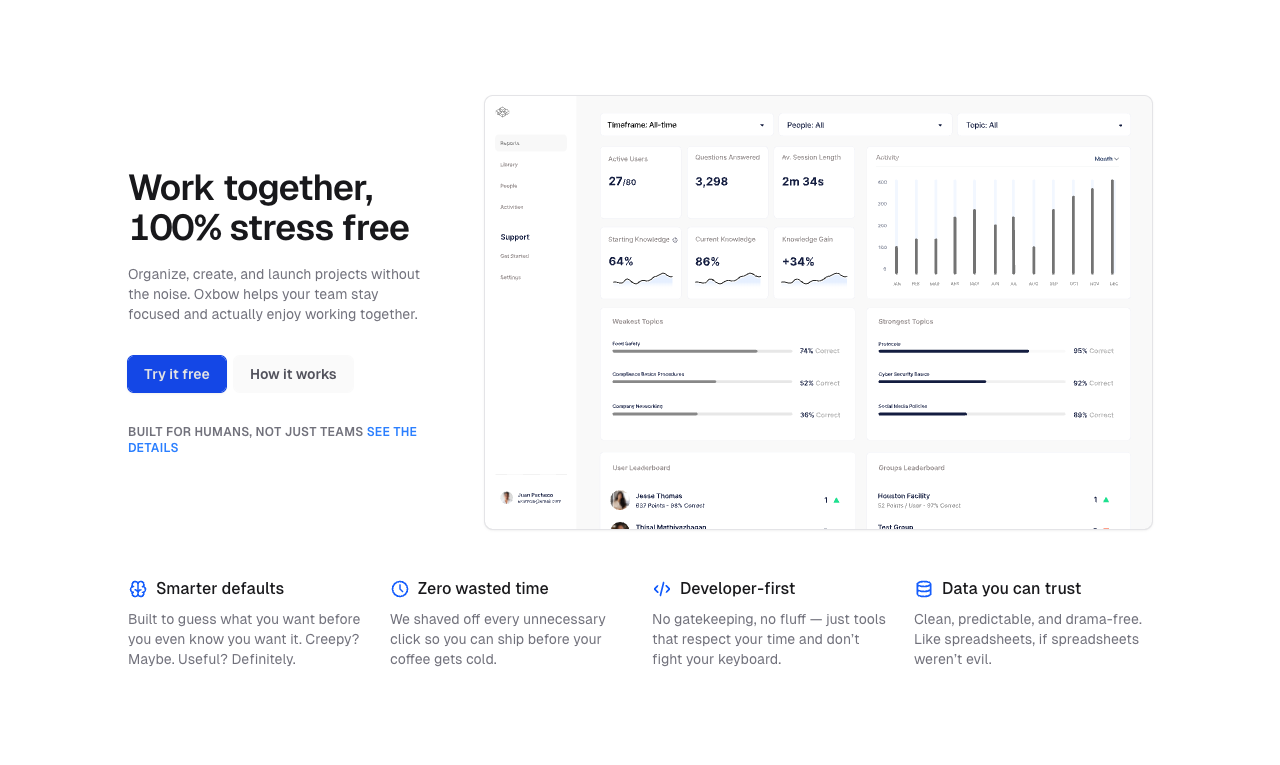 Work together,
100% stress free
Organize, create, and launch projects without
the noise. Oxbow helps your team stay
focused and actually enjoy working together.
Try it free
How it works
BUILT FOR HUMANS, NOT JUST TEAMS SEE THE
DETAILS
Reports
Library
People
Activities
Support
Get Started
Settings
Juan Pacheco
Timeframe: All-time
People: All
Topic: All
Active Users
27/80
Questions Answered
3,298
Av. Session Length
2m 34s
Starting Knowledge
64%
Current Knowledge
86%
Knowledge Gain
+34%
Activity
Month
400
300
200
100
0
JAN FEB MAR APR MAY JUN JUL AUG SEP OCT NOV DEC
Weakest Topics
Food Safety
74% Correct
Compliance Basics Procedures
52% Correct
Company Networking
36% Correct
Strongest Topics
Protocols
95% Correct
Cyber Security Basics
92% Correct
Social Media Policies
89% Correct
User Leaderboard
Jesse Thomas
637 Points - 98% Correct
1
Thisal Mathiyazhagan
Groups Leaderboard
Houston Facility
52 Points / User - 97% Correct
1
Test Group
Smarter defaults
Built to guess what you want before
you even know you want it. Creepy?
Maybe. Useful? Definitely.
Zero wasted time
We shaved off every unnecessary
click so you can ship before your
coffee gets cold.
Developer-first
No gatekeeping, no fluff — just tools
that respect your time and don’t
fight your keyboard.
Data you can trust
Clean, predictable, and drama-free.
Like spreadsheets, if spreadsheets
weren’t evil.